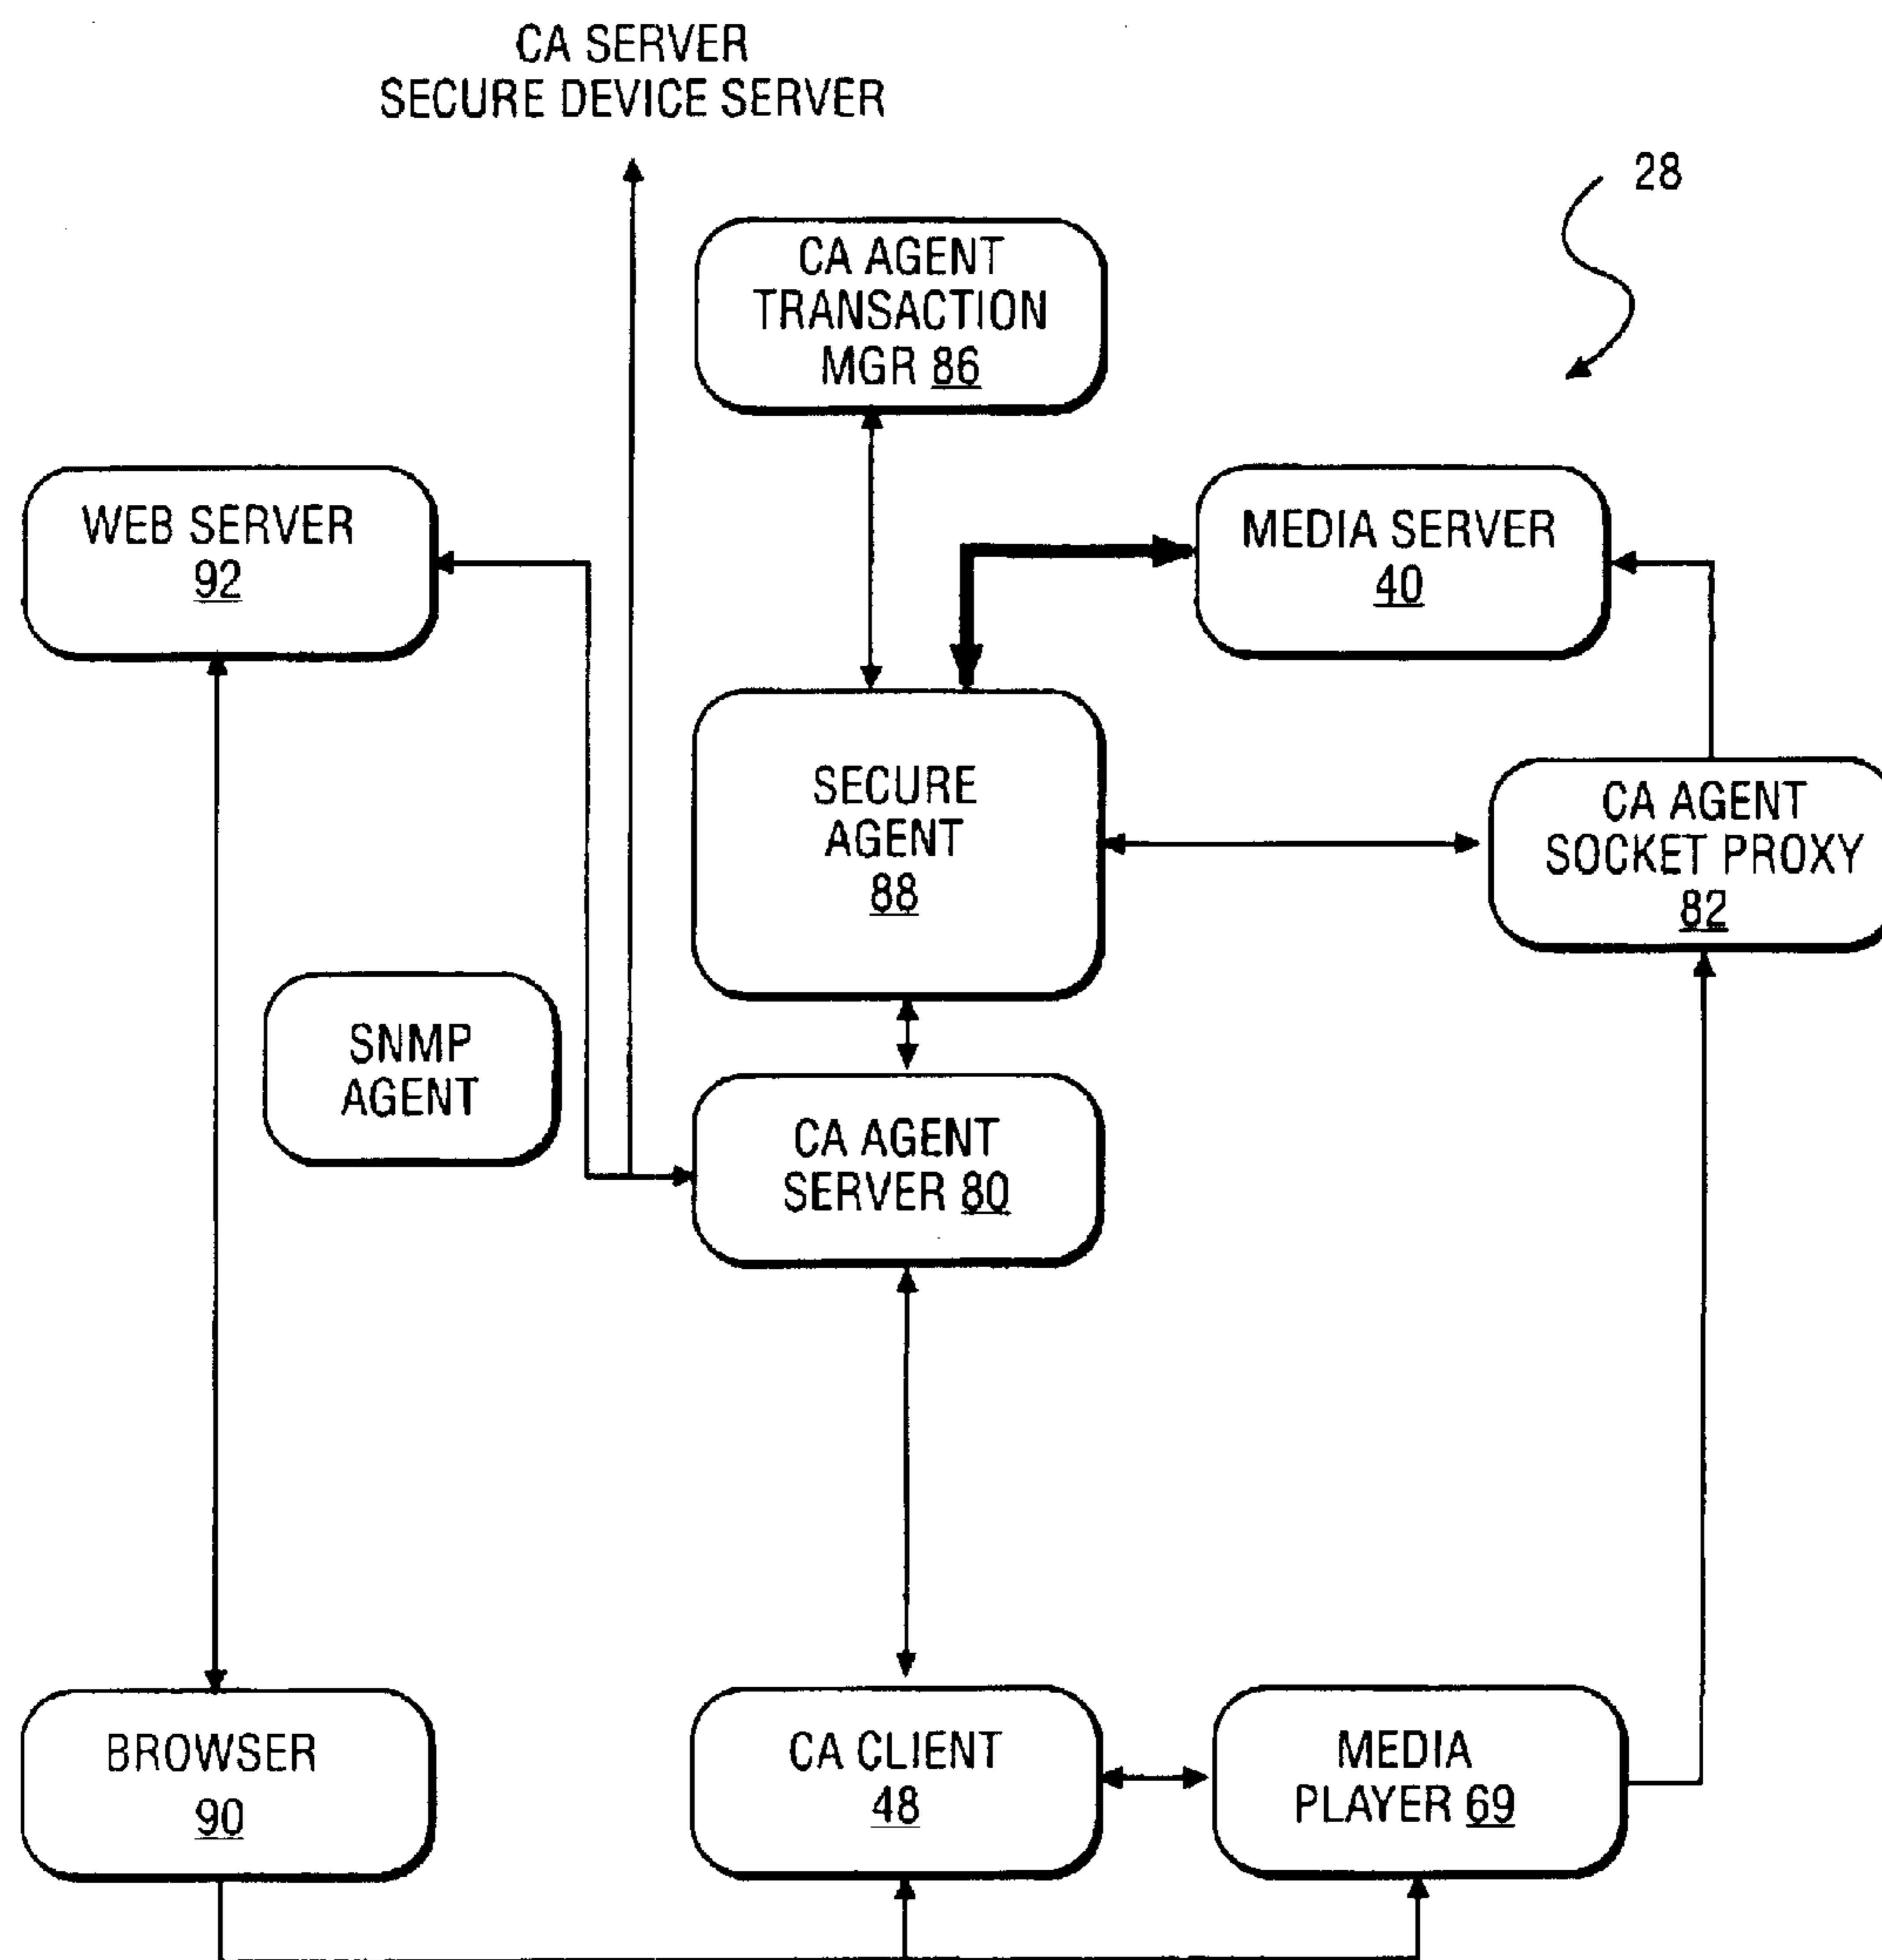 CA SERVER
SECURE DEVICE SERVER
28
CA AGENT
TRANSACTION
MGR 86
WEB SERVER
92
MEDIA SERVER
40
SECURE
AGENT
88
CA AGENT
SOCKET PROXY
82
SNMP
AGENT
CA AGENT
SERVER 80
BROWSER
90
CA CLIENT
48
MEDIA
PLAYER 69